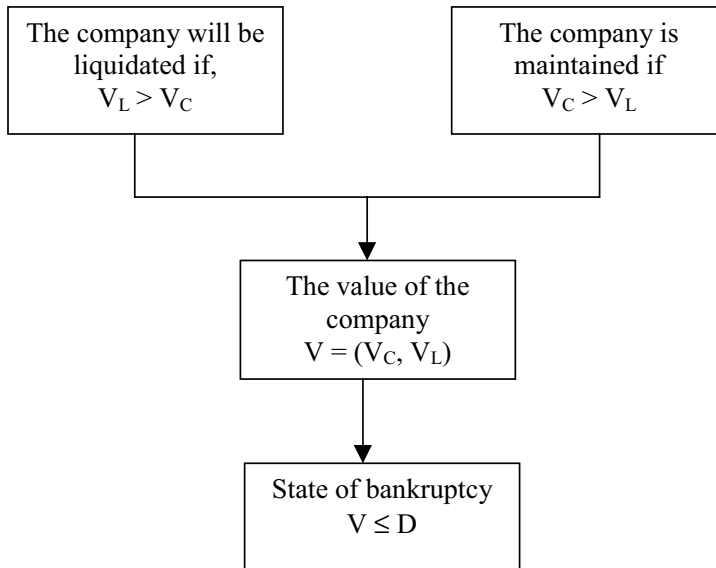 The company will be
liquidated if,
V_L > V_C
The company is
maintained if
V_C > V_L
The value of the
company
V = (V_C, V_L)
State of bankruptcy
V ≤ D